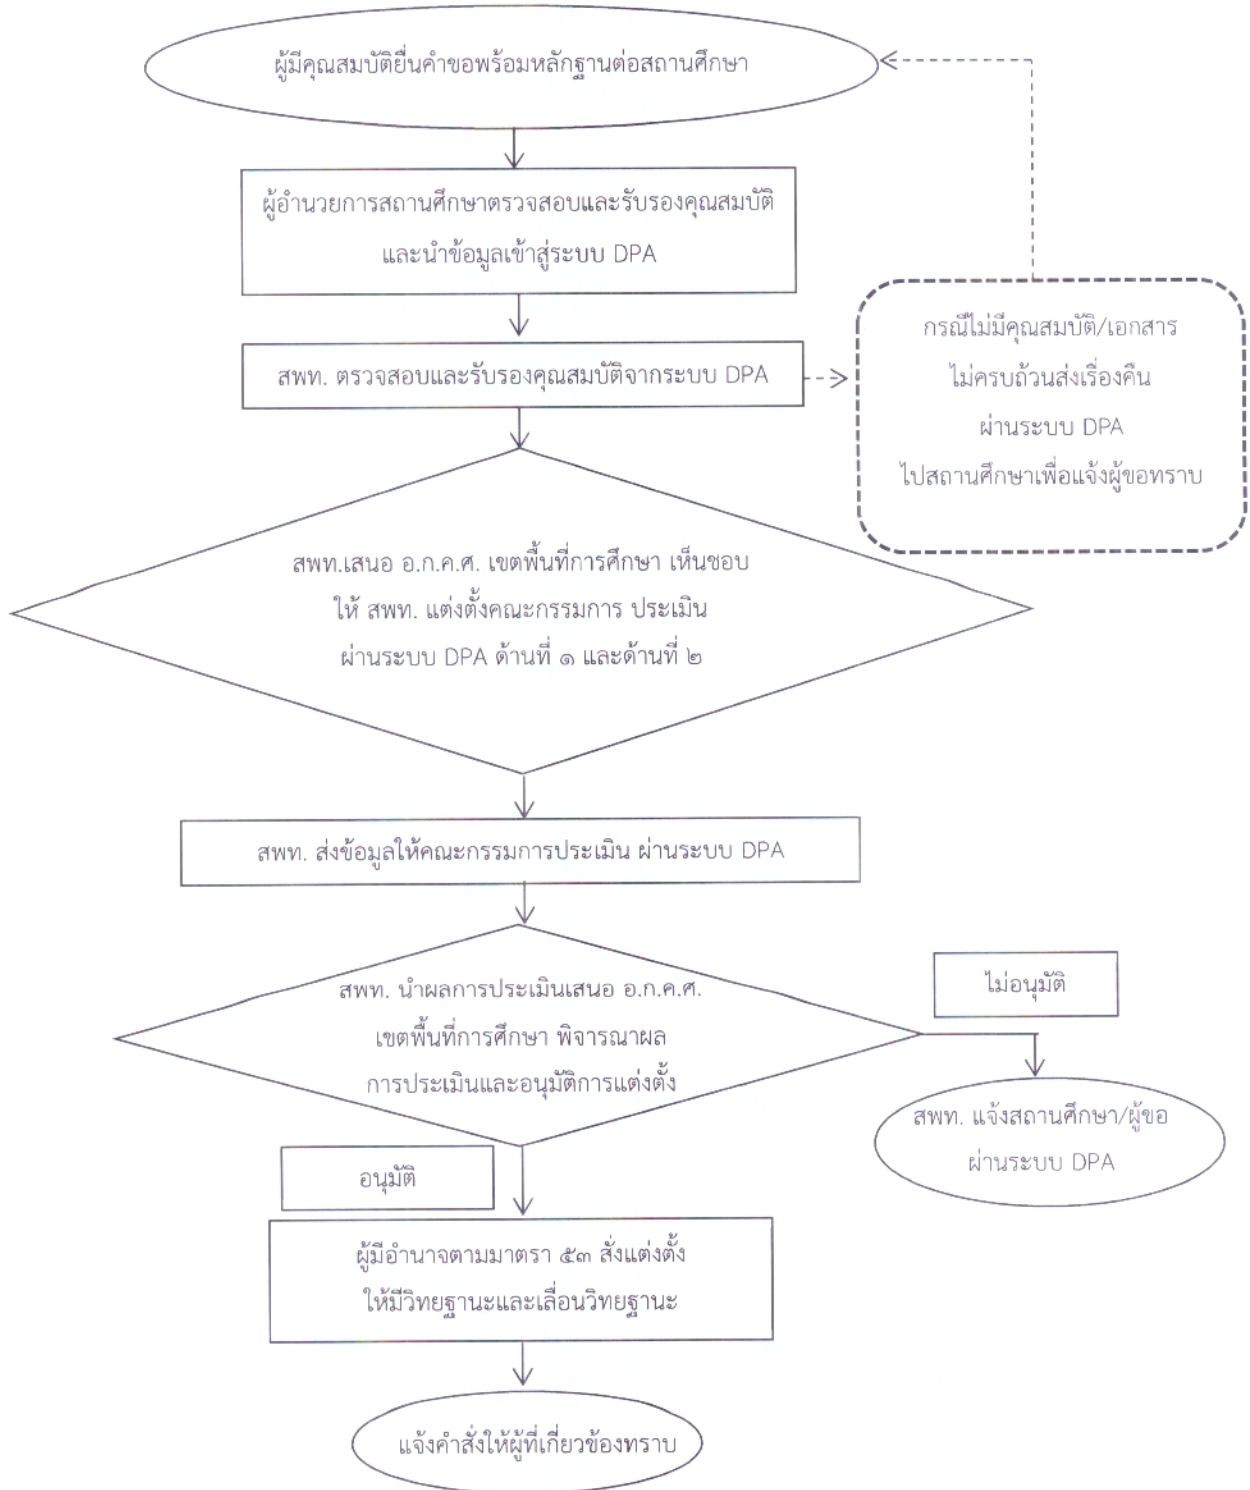 ผู้มีคุณสมบัติยื่นคำขอพร้อมหลักฐานต่อสถานศึกษา
ผู้อำนวยการสถานศึกษาตรวจสอบและรับรองคุณสมบัติ
และนำข้อมูลเข้าสู่ระบบ DPA
สพท. ตรวจสอบและรับรองคุณสมบัติจากระบบ DPA
กรณีไม่มีคุณสมบัติ/เอกสาร
ไม่ครบถ้วนส่งเรื่องคืน
ผ่านระบบ DPA
ไปสถานศึกษาเพื่อแจ้งผู้ขอทราบ
สพท.เสนอ อ.ก.ค.ศ. เขตพื้นที่การศึกษา เห็นชอบ
ให้ สพท. แต่งตั้งคณะกรรมการ ประเมิน
ผ่านระบบ DPA ด้านที่ ๑ และด้านที่ ๒
สพท. ส่งข้อมูลให้คณะกรรมการประเมิน ผ่านระบบ DPA
สพท. นำผลการประเมินเสนอ อ.ก.ค.ศ.
เขตพื้นที่การศึกษา พิจารณาผล
การประเมินและอนุมัติการแต่งตั้ง
ไม่อนุมัติ
สพท. แจ้งสถานศึกษา/ผู้ขอ
ผ่านระบบ DPA
อนุมัติ
ผู้มีอำนาจตามมาตรา ๕๓ สั่งแต่งตั้ง
ให้มีวิทยฐานะและเลื่อนวิทยฐานะ
แจ้งคำสั่งให้ผู้ที่เกี่ยวข้องทราบ